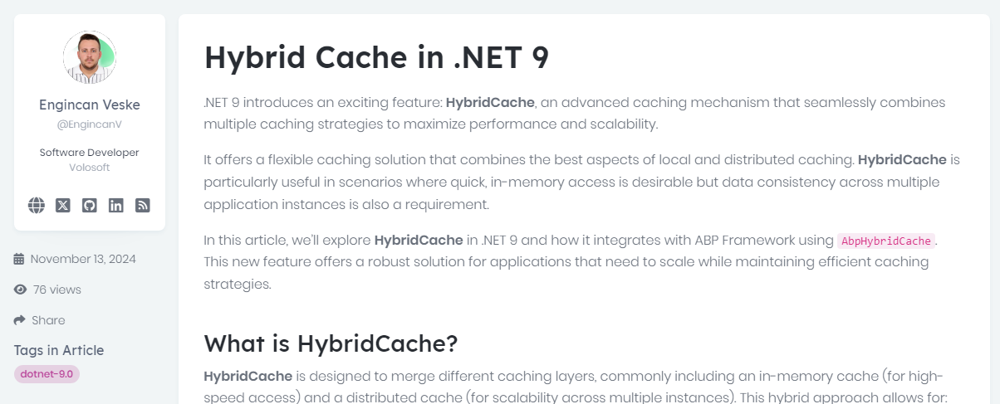 Engincan Veske
@EngincanV
Software Developer
Volosoft
November 13, 2024
76 views
Share
Tags in Article
dotnet-9.0
Hybrid Cache in .NET 9
.NET 9 introduces an exciting feature: HybridCache, an advanced caching mechanism that seamlessly combines
multiple caching strategies to maximize performance and scalability.
It offers a flexible caching solution that combines the best aspects of local and distributed caching. HybridCache is
particularly useful in scenarios where quick, in-memory access is desirable but data consistency across multiple
application instances is also a requirement.
In this article, we’ll explore HybridCache in .NET 9 and how it integrates with ABP Framework using AbpHybridCache.
This new feature offers a robust solution for applications that need to scale while maintaining efficient caching
strategies.
What is HybridCache?
HybridCache is designed to merge different caching layers, commonly including an in-memory cache (for high-
speed access) and a distributed cache (for scalability across multiple instances). This hybrid approach allows for: